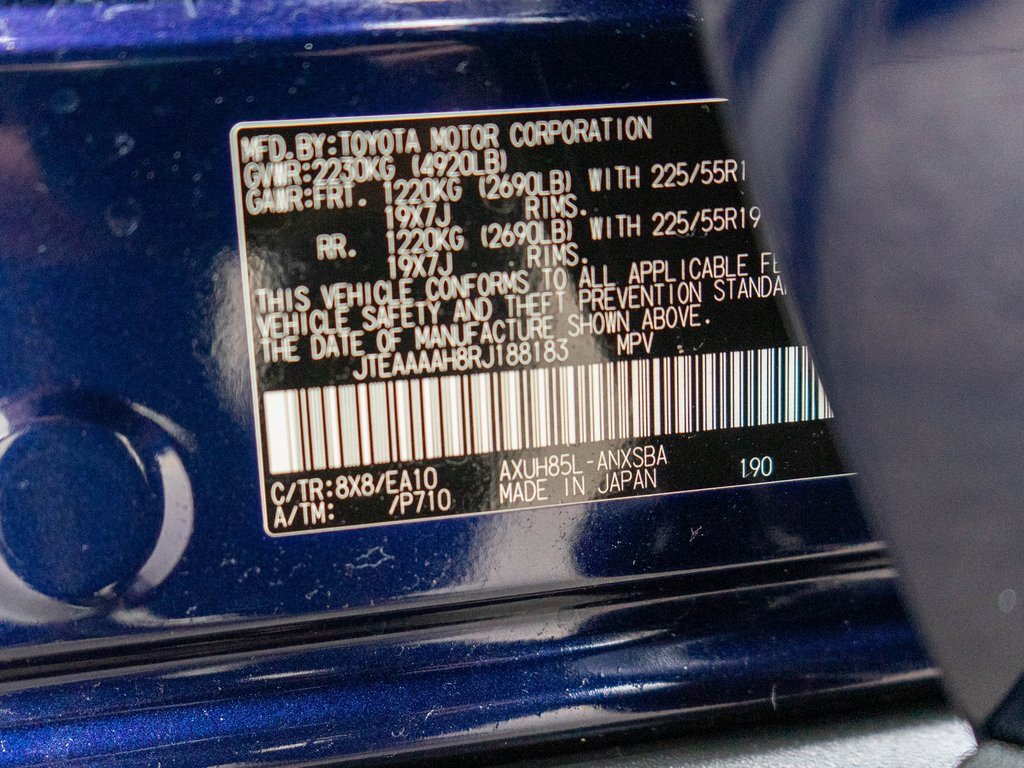 MFD.BY:TOYOTA MOTOR CORPORATION
GVWR:2230KG (4920LB)
GAWR:FRT. 1220KG (2690LB) WITH 225/55R1
19X7J RIMS.
RR. 1220KG (2690LB) WITH 225/55R19
19X7J RIMS.
THIS VEHICLE CONFORMS TO ALL APPLICABLE FE
VEHICLE SAFETY AND THEFT PREVENTION STANDA
THE DATE OF MANUFACTURE SHOWN ABOVE.
JTEAAAAH8RJ188183 MPV
C/TR:8X8/EA10 AXUH85L-ANXSBA 190
A/TM: /P710 MADE IN JAPAN